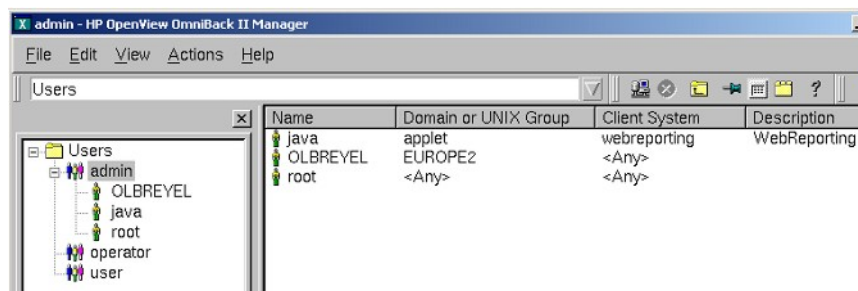 admin - HP OpenView OmniBack II Manager
File Edit View Actions Help
Users
?
Name Domain or UNIX Group Client System Description
java applet webreporting WebReporting
OLBREYEL EUROPE2 <Any>
root <Any> <Any>
Users
admin
OLBREYEL
java
root
operator
user